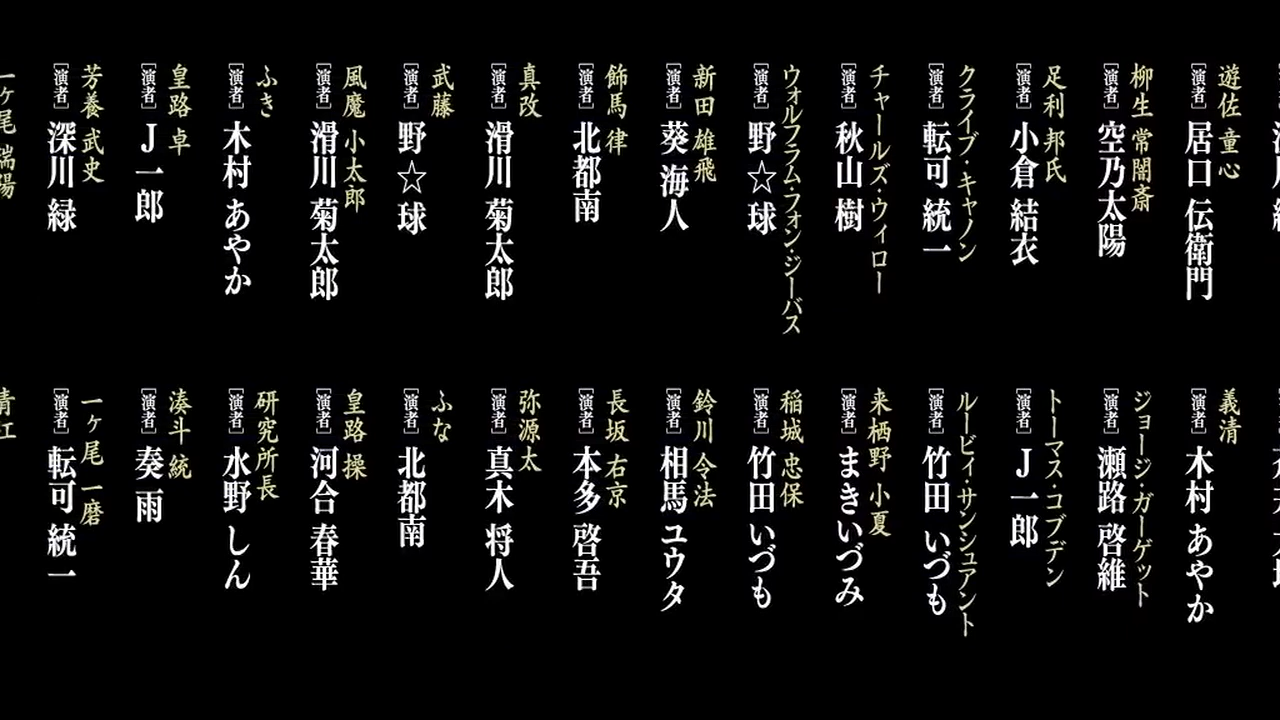 遊佐 童心
[演者] 居口 伝衛門
柳生 常闇斎
[演者] 空乃太陽
足利 邦氏
[演者] 小倉 結衣
クライブ・キャノン
[演者] 転可 統一
チャールズ・ウィロー
[演者] 秋山 樹
ウォルフラム・フォン・ジーバス
[演者] 野☆球
新田 雄飛
[演者] 葵 海人
飾馬 律
[演者] 北都南
真改
[演者] 滑川 菊太郎
武藤
[演者] 野☆球
風魔 小太郎
[演者] 滑川 菊太郎
ふき
[演者] 木村 あやか
皇路 卓
[演者] J一郎
芳養 武史
[演者] 深川 緑
義清
[演者] 木村 あやか
ジョージ・ガーゲット
[演者] 瀬路 啓維
トーマス・コブデン
[演者] J一郎
ルービィ・サンシュアント
[演者] 竹田 いづも
来栖野 小夏
[演者] まきいづみ
稲城 忠保
[演者] 竹田 いづも
鈴川 令法
[演者] 相馬 ユウタ
長坂 右京
[演者] 本多 啓吾
弥源太
[演者] 真木 将人
ふな
[演者] 北都南
皇路 操
[演者] 河合 春華
研究所長
[演者] 水野 しん
湊斗 統
[演者] 奏 雨
一ヶ尾 一磨
[演者] 転可 統一